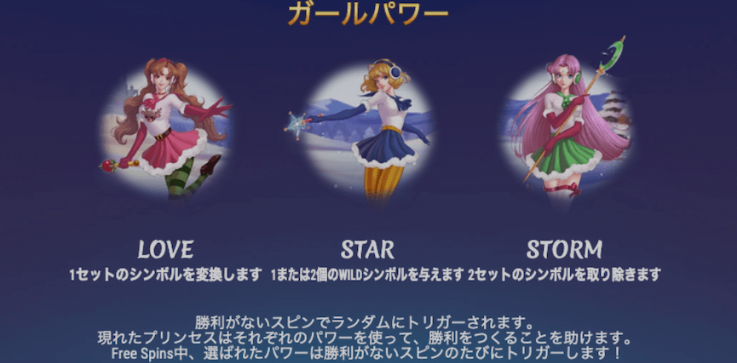 ガールパワー
LOVE STAR STORM
1セットのシンボルを変換します 1または2個のWILDシンボルを与えます 2セットのシンボルを取り除きます
勝利がないスピンでランダムにトリガーされます。
現れたプリンセスはそれぞれのパワーを使って、勝利をつくることを助けます。
Free Spins中、選ばれたパワーは勝利がないスピンのたびにトリガーします！